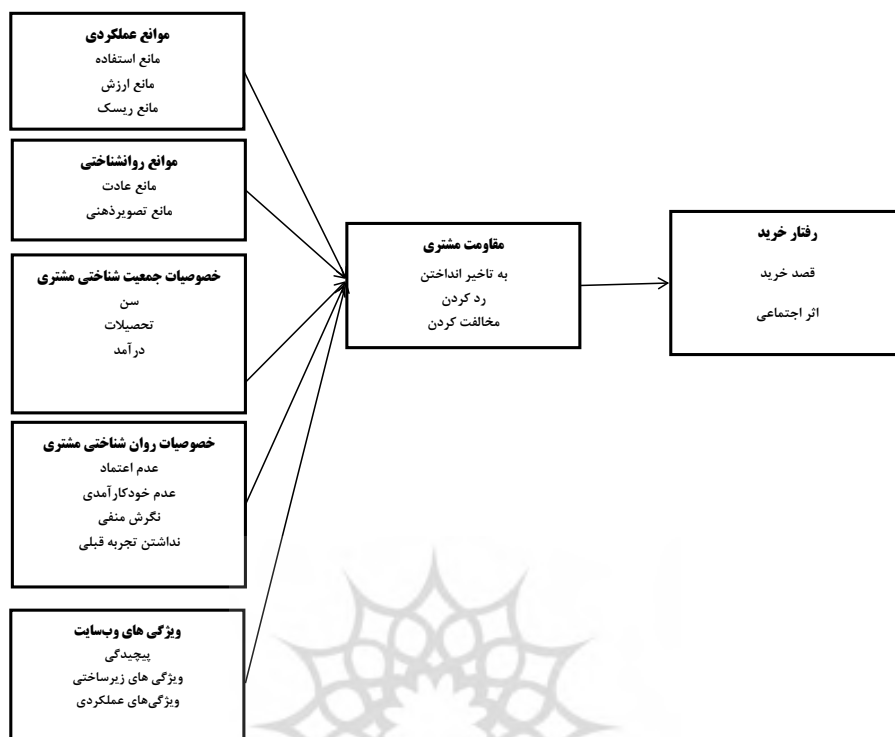 موانع عملکردی
مانع استفاده
مانع ارزش
مانع ریسک
موانع روانشناختی
مانع عادت
مانع تصویرذهنی
خصوصیات جمعیت شناختی مشتری
سن
تحصیلات
درآمد
خصوصیات روان شناختی مشتری
عدم اعتماد
عدم خودکارآمدی
نگرش منفی
نداشتن تجربه قبلی
ویژگی های وب‌سایت
پیچیدگی
ویژگی های زیرساختی
ویژگی‌های عملکردی
مقاومت مشتری
به تاخیر انداختن
رد کردن
مخالفت کردن
رفتار خرید
قصد خرید
اثر اجتماعی